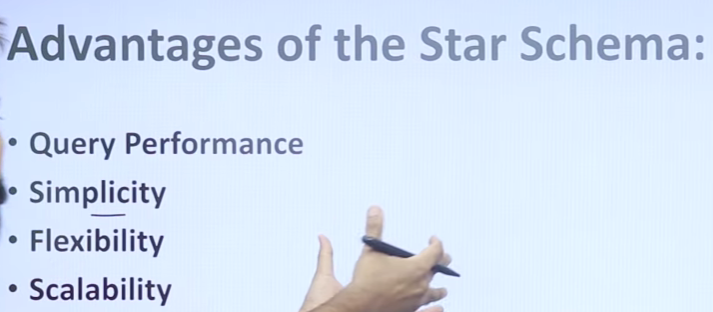 Advantages of the Star Schema:
• Query Performance
• Simplicity
• Flexibility
• Scalability